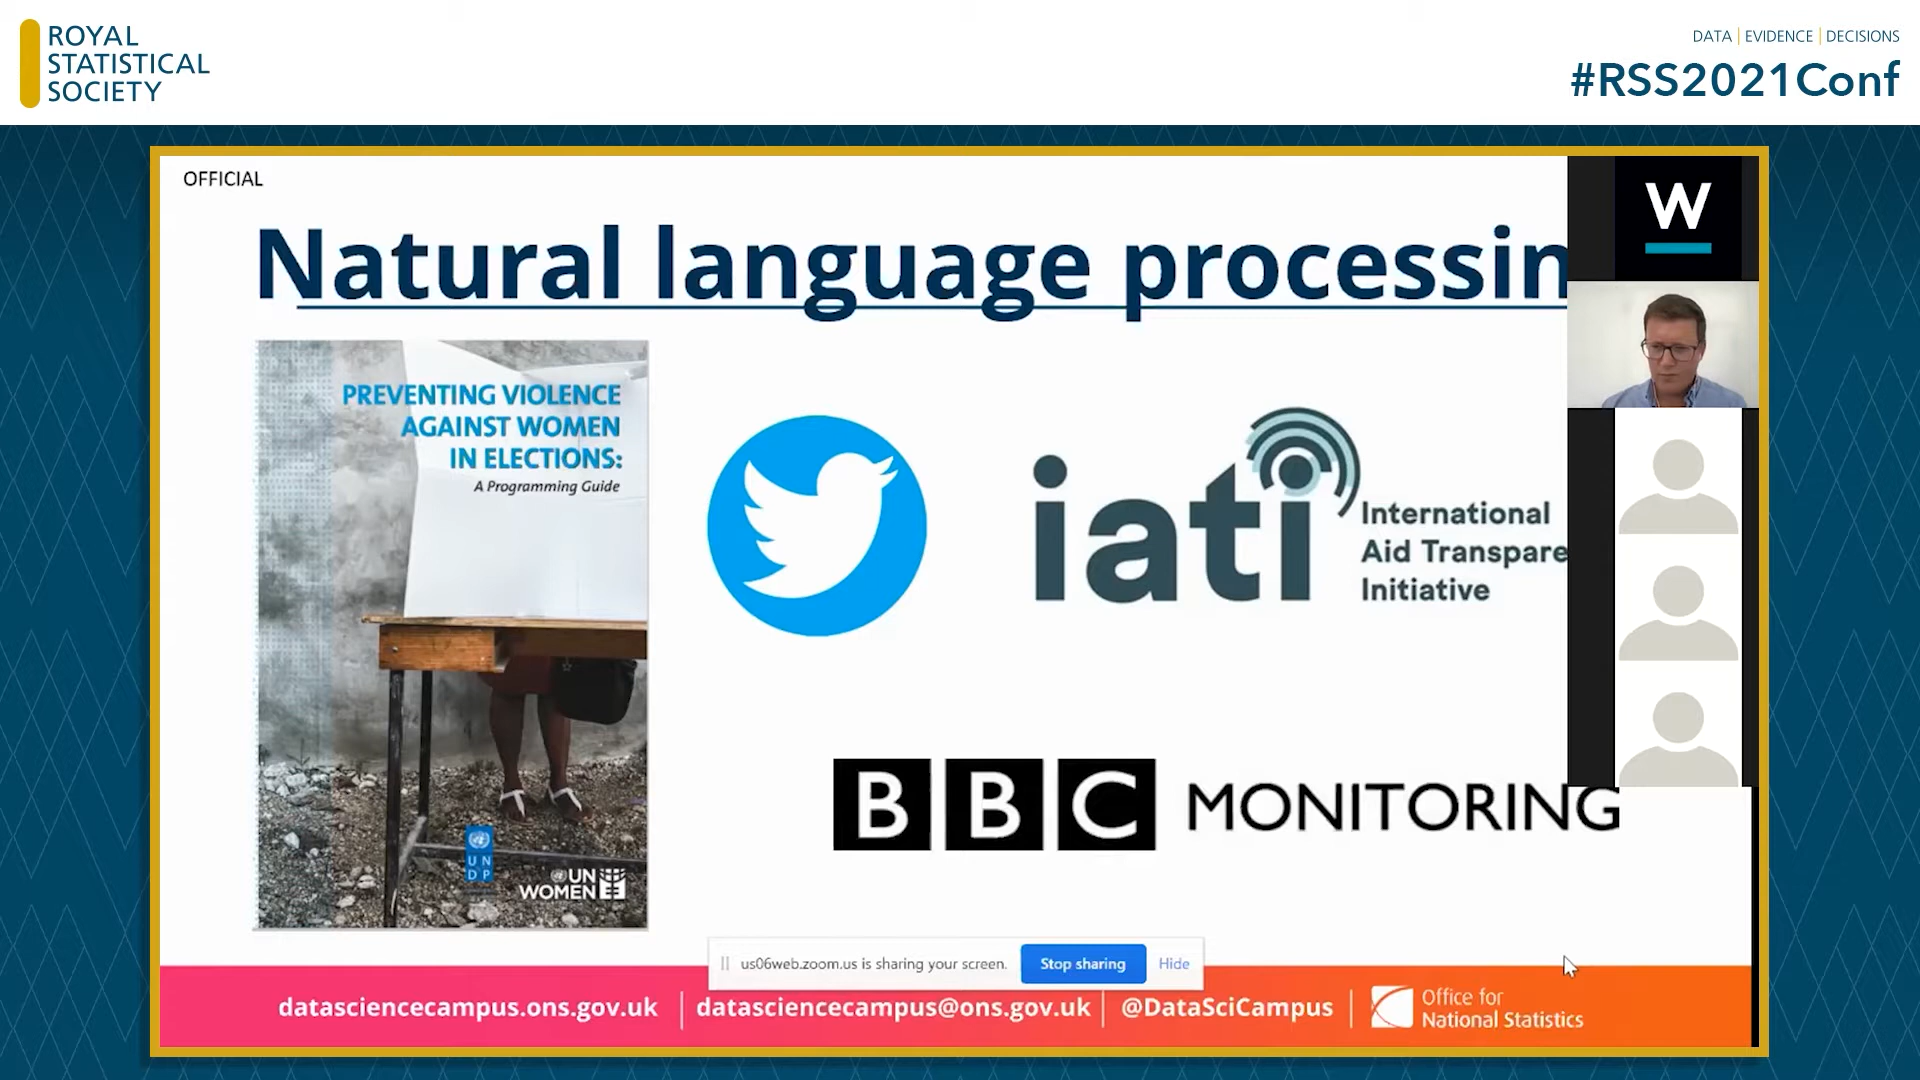 ROYAL
STATISTICAL
SOCIETY
DATA | EVIDENCE | DECISIONS
#RSS2021Conf
OFFICIAL
W
Natural language processin
PREVENTING VIOLENCE
AGAINST WOMEN
IN ELECTIONS:
A Programming Guide
UN
DP
UN
WOMEN
iati
International
Aid Transpare
Initiative
BBC MONITORING
us06web.zoom.us is sharing your screen. Stop sharing Hide
datasciencecampus.ons.gov.uk | datasciencecampus@ons.gov.uk | @DataSciCampus |
Office for
National Statistics